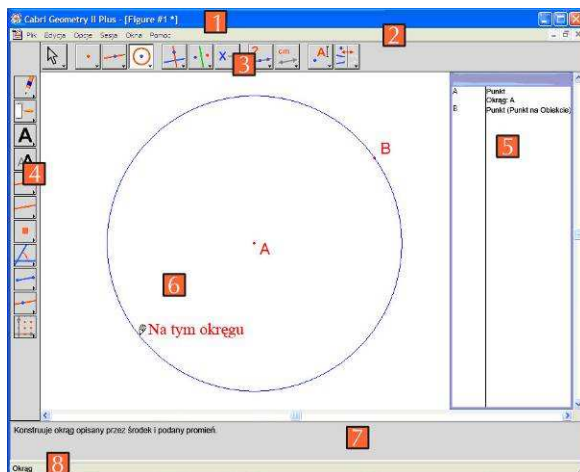 Cabri Geometry II Plus - [Figure #1 *]
1
Plik Edycja Opcje Sesja Okna Pomoc
2
3
4
A
A
cm
A
A Punkt
Okrąg: A
B Punkt (Punkt na Obiekcie)
5
B
A
6
Na tym okręgu
Konstruuje okrąg opisany przez środek i podany promień.
7
8
Okrąg